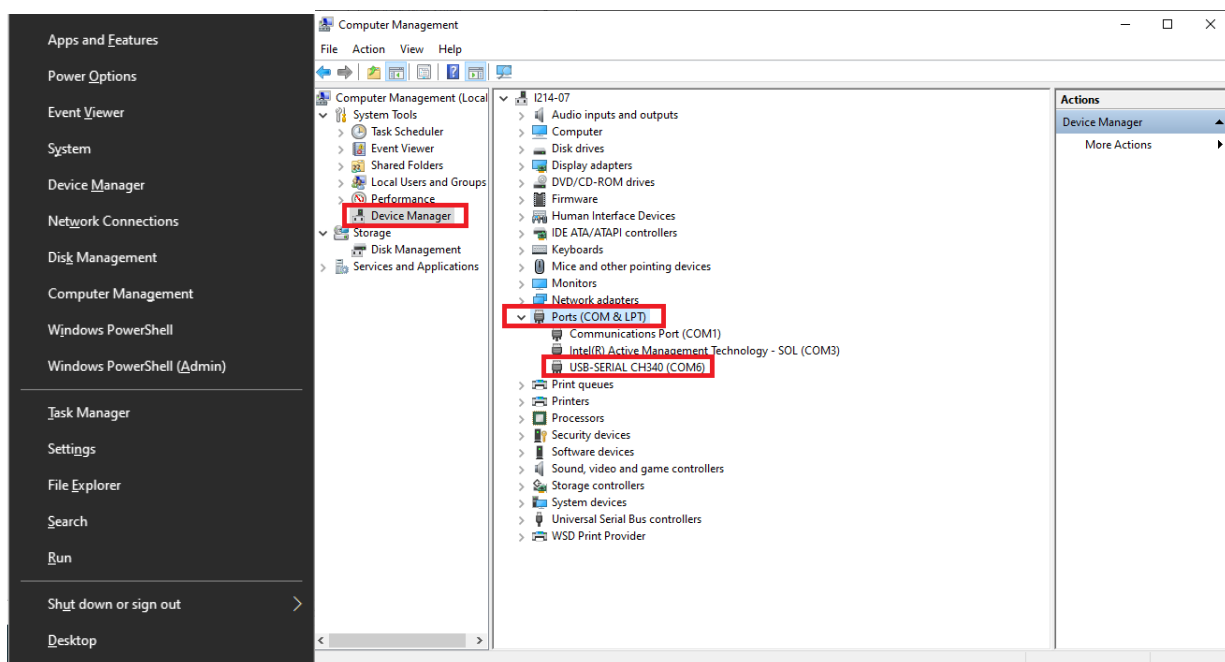 Apps and Features
Power Options
Event Viewer
System
Device Manager
Network Connections
Disk Management
Computer Management
Windows PowerShell
Windows PowerShell (Admin)
Task Manager
Settings
File Explorer
Search
Run
Shut down or sign out
Desktop
Computer Management
File Action View Help
Computer Management (Local
System Tools
Task Scheduler
Event Viewer
Shared Folders
Local Users and Groups
Performance
Device Manager
Storage
Disk Management
Services and Applications
I214-07
Audio inputs and outputs
Computer
Disk drives
Display adapters
DVD/CD-ROM drives
Firmware
Human Interface Devices
IDE ATA/ATAPI controllers
Keyboards
Mice and other pointing devices
Monitors
Network adapters
Ports (COM & LPT)
Communications Port (COM1)
Intel(R) Active Management Technology - SOL (COM3)
USB-SERIAL CH340 (COM6)
Print queues
Printers
Processors
Security devices
Software devices
Sound, video and game controllers
Storage controllers
System devices
Universal Serial Bus controllers
WSD Print Provider
Actions
Device Manager
More Actions